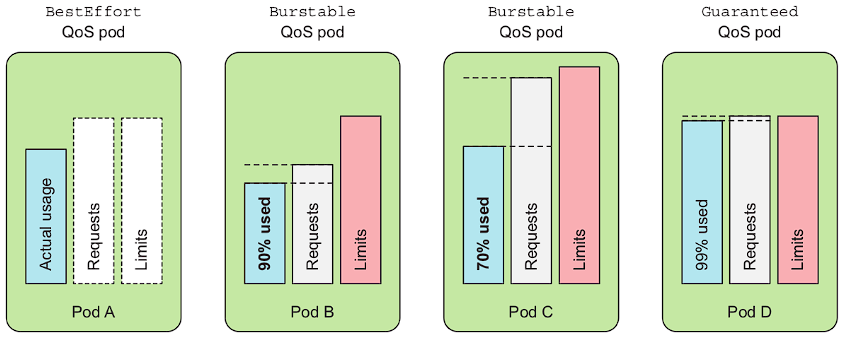 BestEffort
QoS pod
Burstable
QoS pod
Burstable
QoS pod
Guaranteed
QoS pod
Actual usage
Requests
Limits
Pod A
90% used
Requests
Limits
Pod B
70% used
Requests
Limits
Pod C
99% used
Requests
Limits
Pod D